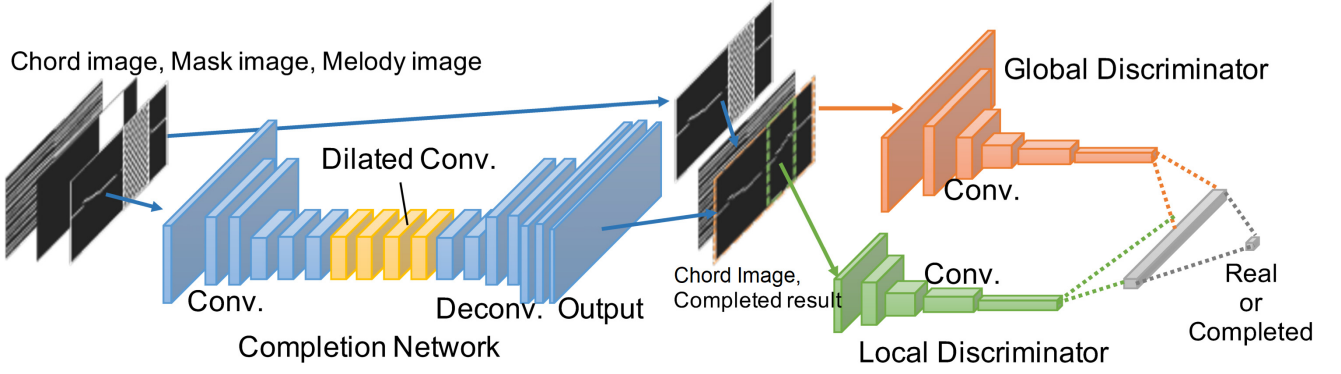 Chord image, Mask image, Melody image
Dilated Conv.
Conv.
Deconv.
Output
Completion Network
Chord Image,
Completed result
Global Discriminator
Conv.
Conv.
Local Discriminator
Real
or
Completed